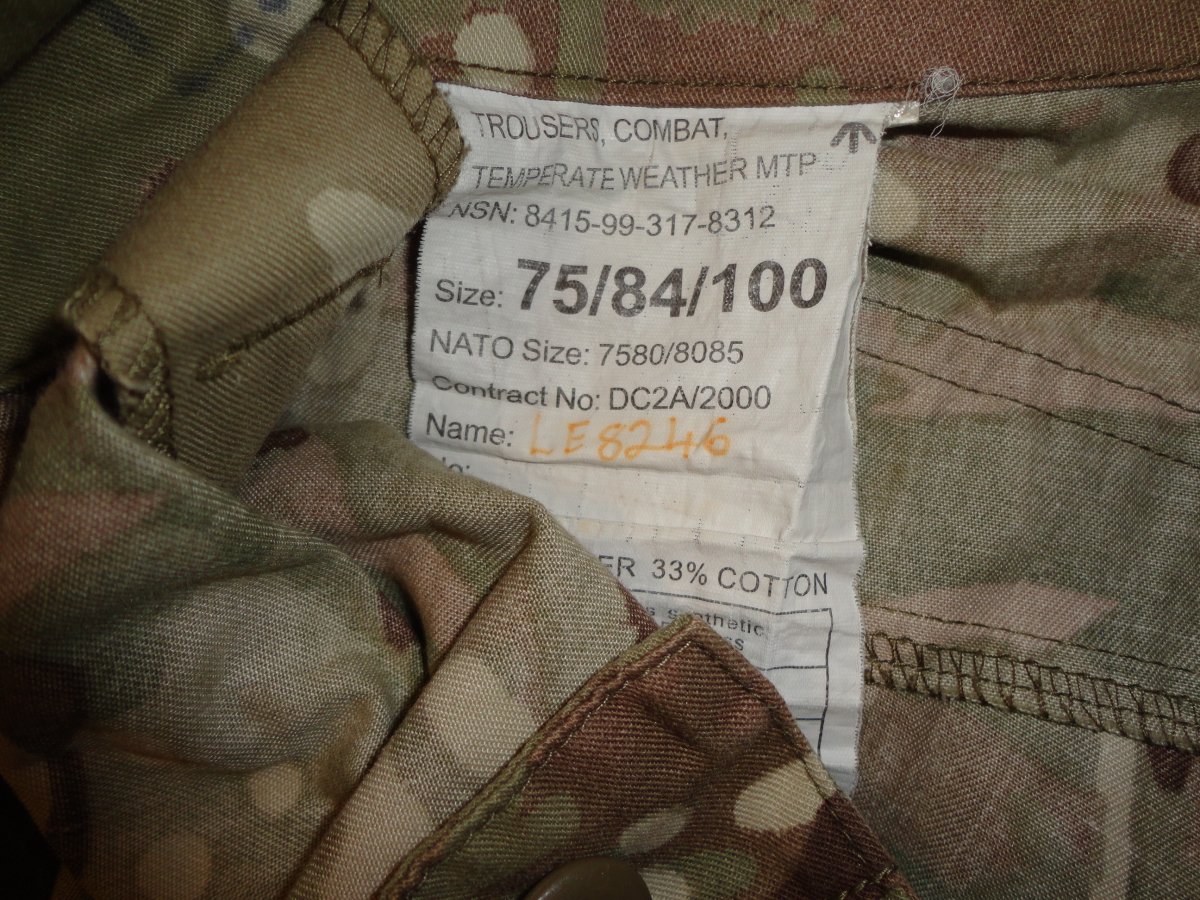 TROUSERS, COMBAT,
TEMPERATE WEATHER MTP
NSN: 8415-99-317-8312
Size: 75/84/100
NATO Size: 7580/8085
Contract No: DC2A/2000
Name: LE8246
33% COTTON